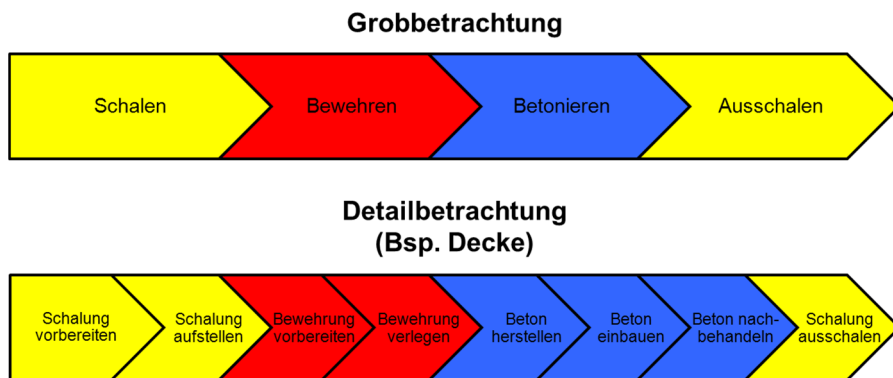 Grobbetrachtung
Schalen
Bewehren
Betonieren
Ausschalen
Detailbetrachtung
(Bsp. Decke)
Schalung
vorbereiten
Schalung
aufstellen
Bewehrung
vorbereiten
Bewehrung
verlegen
Beton
herstellen
Beton
einbauen
Beton nach-
behandeln
Schalung
ausschalen